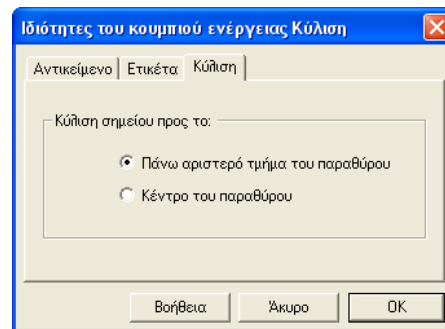 Ιδιότητες του κουμπιού ενέργειας Κύλιση
Αντικείμενο Ετικέτα Κύλιση
Κύλιση σημείου προς το:
Πάνω αριστερό τμήμα του παραθύρου
Κέντρο του παραθύρου
Βοήθεια Άκυρο OK